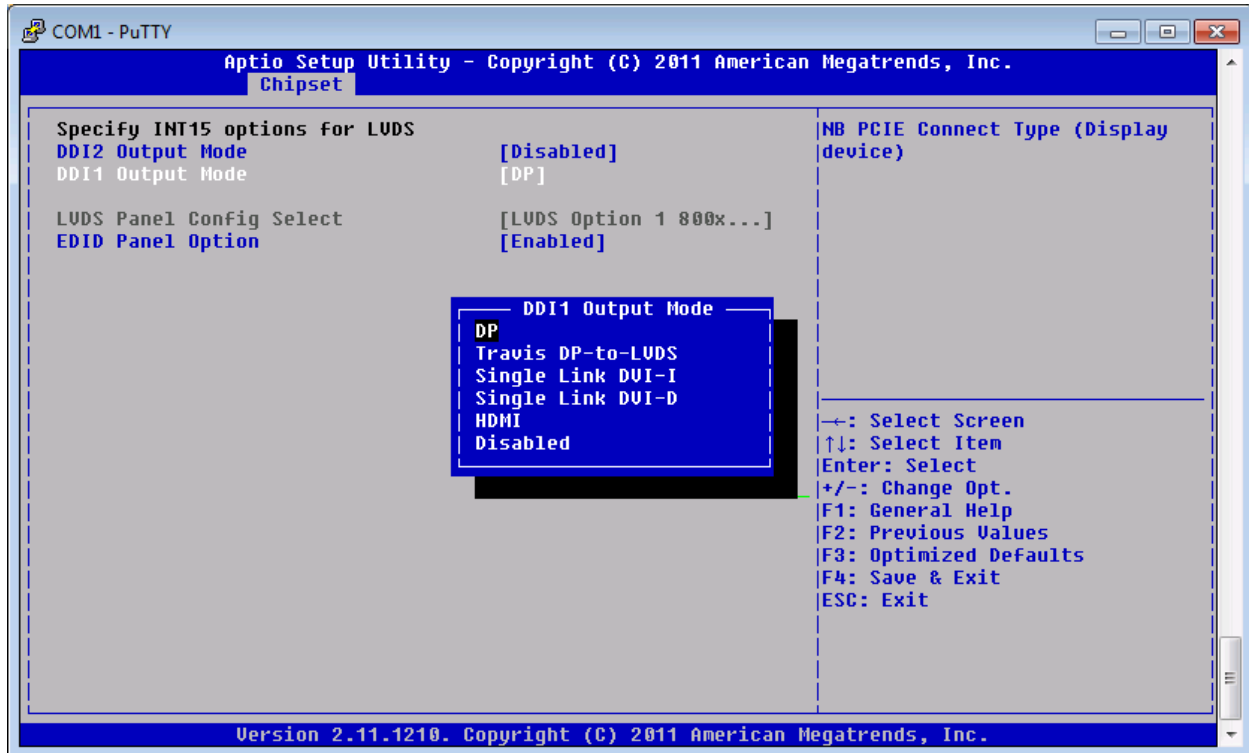 COM1 - PuTTY
Aptio Setup Utility - Copyright (C) 2011 American Megatrends, Inc.
Chipset
Specify INT15 options for LVDS
DDI2 Output Mode [Disabled]
DDI1 Output Mode [DP]
LVDS Panel Config Select [LVDS Option 1 800x...]
EDID Panel Option [Enabled]
NB PCIE Connect Type (Display
device)
DDI1 Output Mode
DP
Travis DP-to-LVDS
Single Link DVI-I
Single Link DVI-D
HDMI
Disabled
→←: Select Screen
↑↓: Select Item
Enter: Select
+/-: Change Opt.
F1: General Help
F2: Previous Values
F3: Optimized Defaults
F4: Save & Exit
ESC: Exit
Version 2.11.1210. Copyright (C) 2011 American Megatrends, Inc.